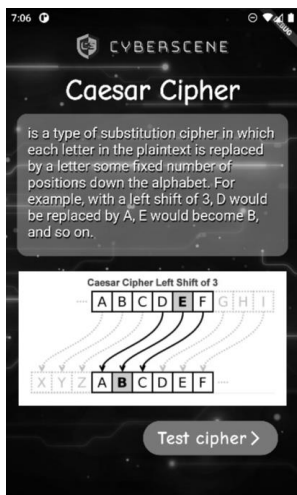 7:06
DEBUG
CYBERSCENE
Caesar Cipher
is a type of substitution cipher in which
each letter in the plaintext is replaced
by a letter some fixed number of
positions down the alphabet. For
example, with a left shift of 3, D would
be replaced by A, E would become B,
and so on.
Caesar Cipher Left Shift of 3
A B C D E F G H I
X Y Z A B C D E F
Test cipher